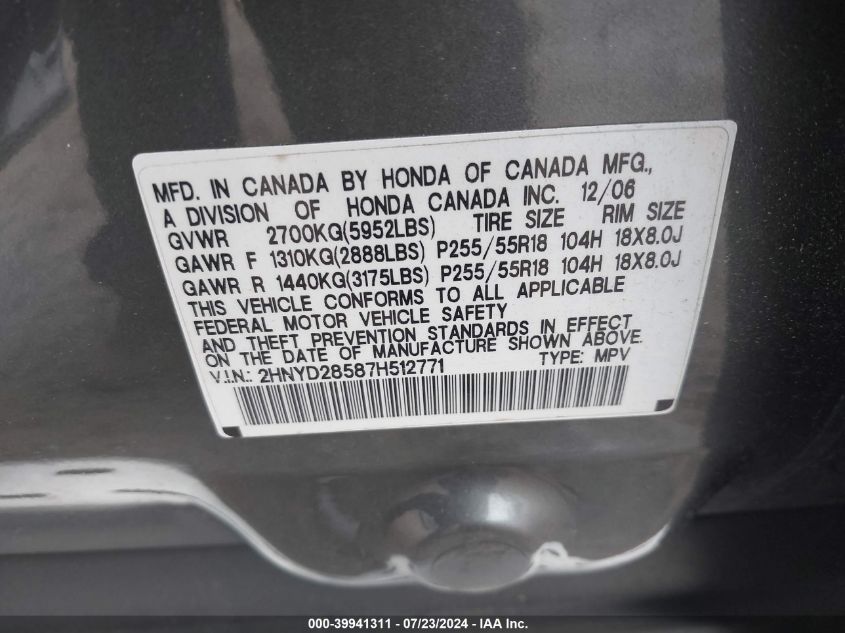 MFD. IN CANADA BY HONDA OF CANADA MFG.,
A DIVISION OF HONDA CANADA INC. 12/06
GVWR 2700KG(5952LBS) TIRE SIZE RIM SIZE
GAWR F 1310KG(2888LBS) P255/55R18 104H 18X8.0J
GAWR R 1440KG(3175LBS) P255/55R18 104H 18X8.0J
THIS VEHICLE CONFORMS TO ALL APPLICABLE
FEDERAL MOTOR VEHICLE SAFETY
AND THEFT PREVENTION STANDARDS IN EFFECT
ON THE DATE OF MANUFACTURE SHOWN ABOVE.
V.I.N.: 2HNYD28587H512771 TYPE: MPV
000-39941311 - 07/23/2024 - IAA Inc.